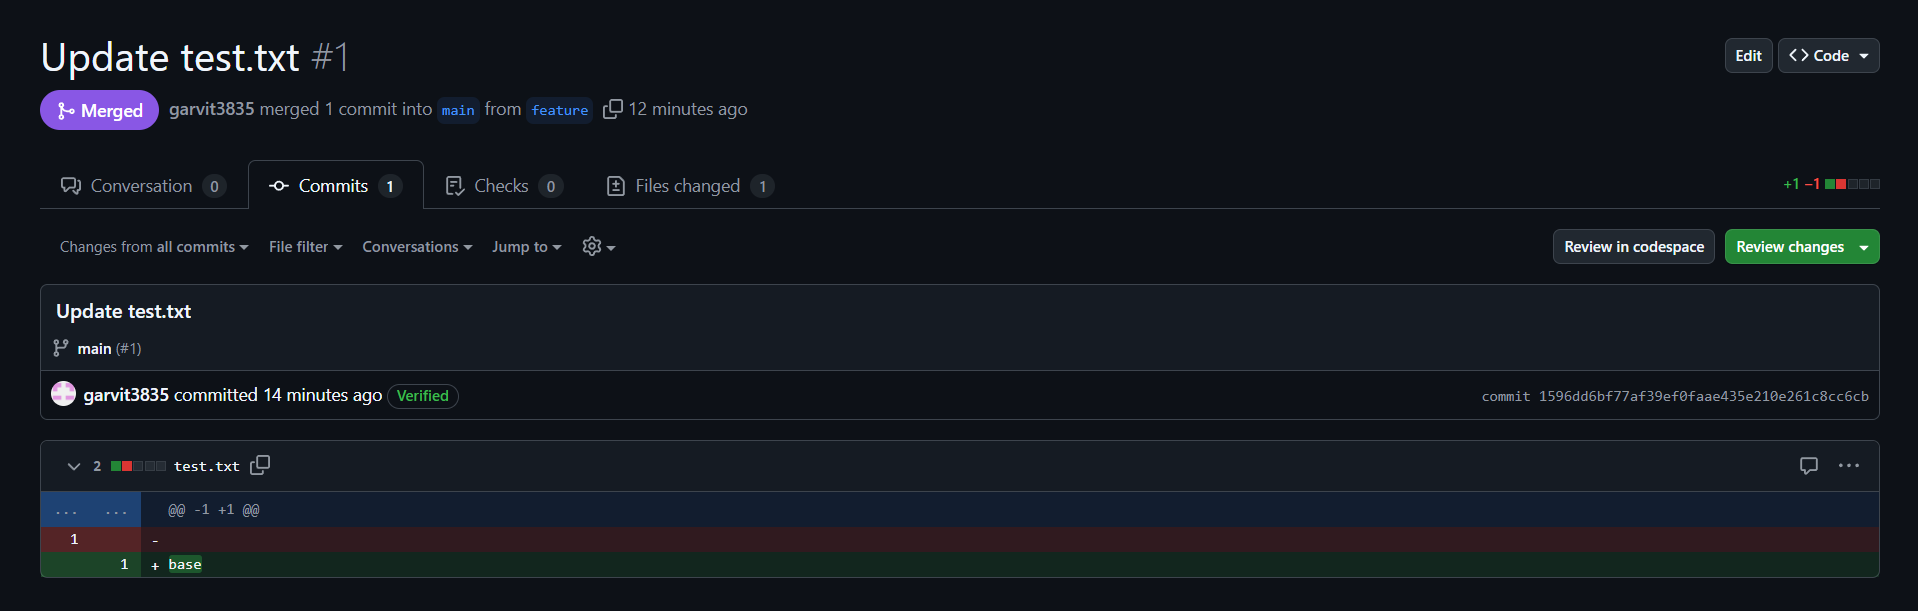 Update test.txt #1
Edit
<> Code
Merged
garvit3835 merged 1 commit into main from feature 12 minutes ago
Conversation 0
Commits 1
Checks 0
Files changed 1
+1 −1
Changes from all commits
File filter
Conversations
Jump to
Review in codespace
Review changes
Update test.txt
main (#1)
garvit3835 committed 14 minutes ago Verified
commit 1596dd6bf77af39ef0faae435e210e261c8cc6cb
2 test.txt
... ... @@ -1 +1 @@
1 -
1 + base